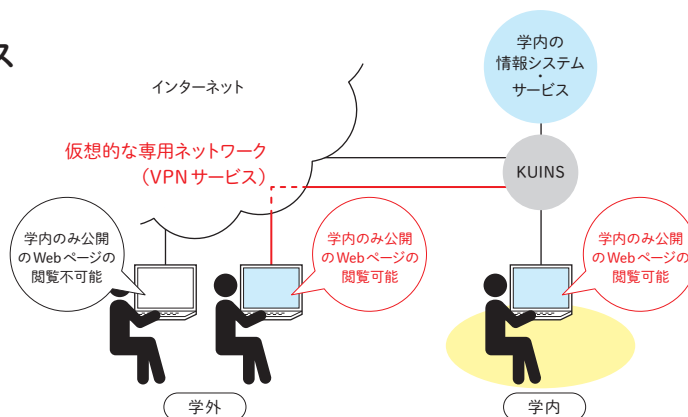 ス
学内の
情報システム
・
サービス
インターネット
仮想的な専用ネットワーク
（VPNサービス）
KUINS
学内のみ公開
のWebページの
閲覧不可能
学内のみ公開
のWebページの
閲覧可能
学内のみ公開
のWebページの
閲覧可能
学外
学内